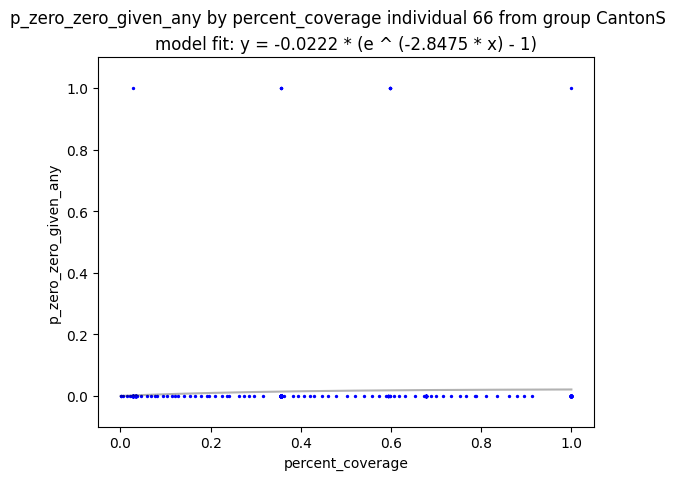 p_zero_zero_given_any by percent_coverage individual 66 from group CantonS
model fit: y = -0.0222 * (e ^ (-2.8475 * x) - 1)
1.0
0.8
0.6
0.4
0.2
0.0
p_zero_zero_given_any
0.0 0.2 0.4 0.6 0.8 1.0
percent_coverage